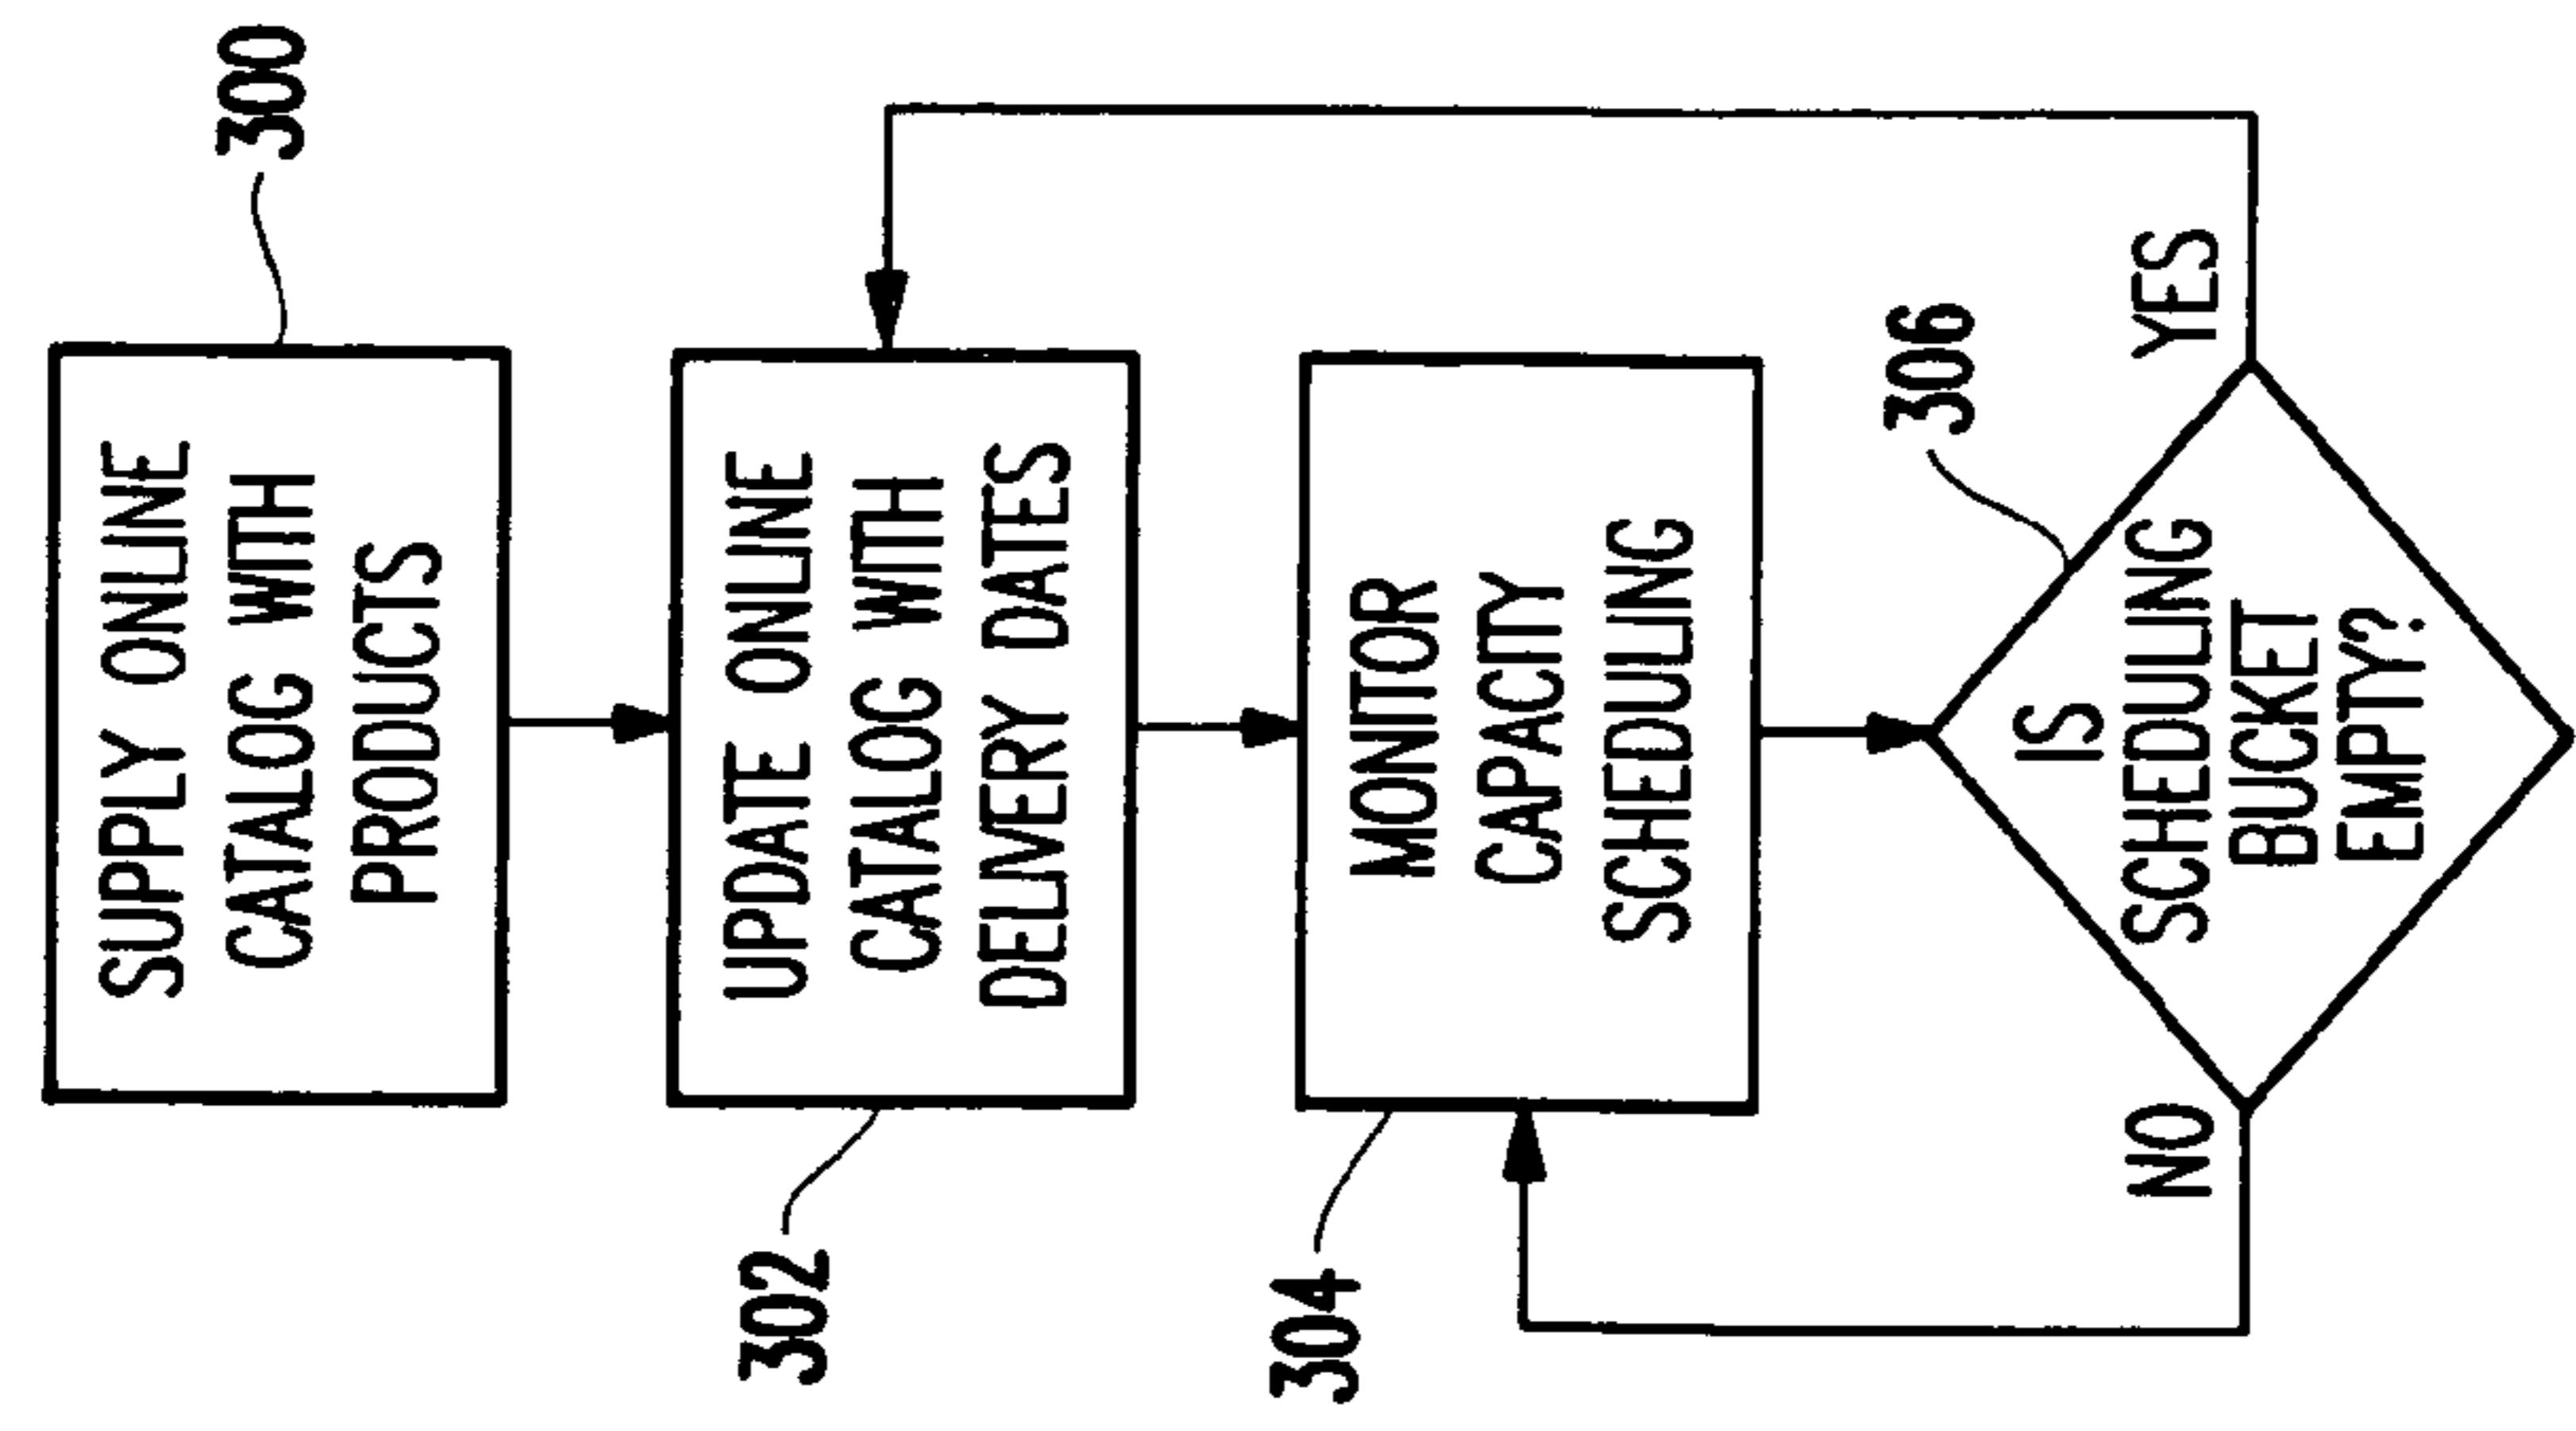 300
SUPPLY ONLINE
CATALOG WITH
PRODUCTS
302
UPDATE ONLINE
CATALOG WITH
DELIVERY DATES
304
MONITOR
CAPACITY
SCHEDULING
306
IS
SCHEDULING
BUCKET
EMPTY?
NO
YES